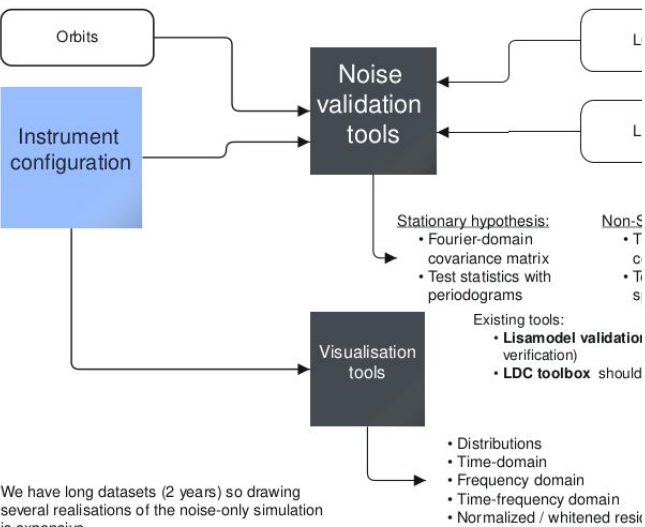 Orbits
Instrument
configuration
Noise
validation
tools
Stationary hypothesis:
• Fourier-domain
covariance matrix
• Test statistics with
periodograms
Existing tools:
• Lisamodel validation
verification)
• LDC toolbox should
Visualisation
tools
• Distributions
• Time-domain
• Frequency domain
• Time-frequency domain
• Normalized / whitened
We have long datasets (2 years) so drawing
several realisations of the noise-only simulation
is expensive